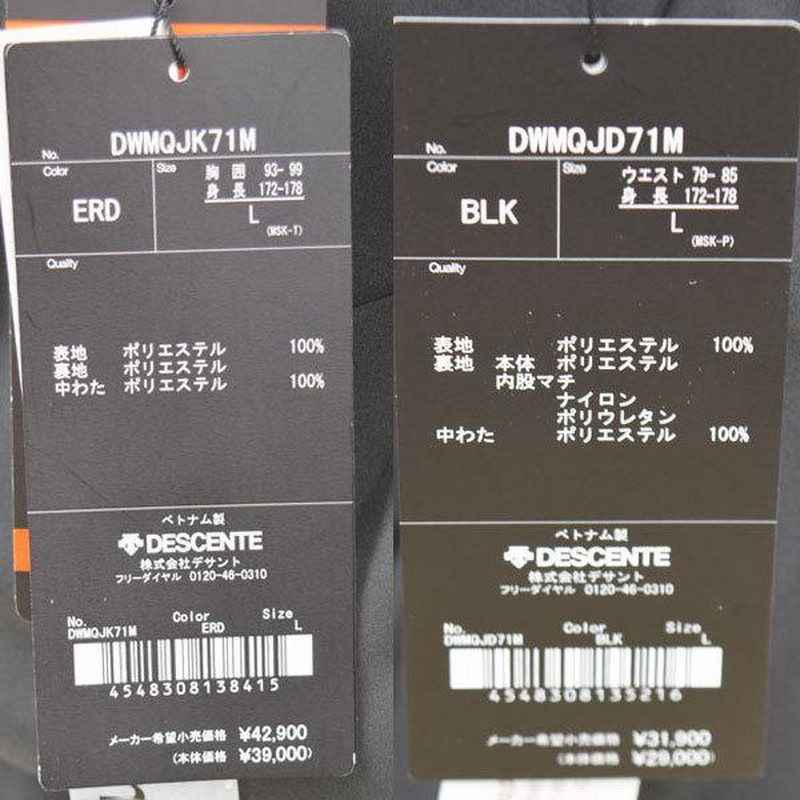 No. DWMQJK71M
Color
Size
胸囲 93-99
身長 172-178
ERD
L
(MSK-T)
Quality
表地 ポリエステル 100%
裏地 ポリエステル
中わた ポリエステル 100%
ベトナム製
DESCENTE
株式会社デサント
フリーダイヤル 0120-46-0310
No. Color Size
DWMQJK71M ERD L
4548308138415
メーカー希望小売価格 ¥42,900
(本体価格 ¥39,000)
No. DWMQJD71M
Color
Size
ウエスト 79-85
身長 172-178
BLK
L
(MSK-P)
Quality
表地 ポリエステル 100%
裏地 本体 ポリエステル
内股マチ
ナイロン
ポリウレタン
中わた ポリエステル 100%
ベトナム製
DESCENTE
株式会社デサント
フリーダイヤル 0120-46-0310
No. Color Size
DWMQJD71M BLK L
4548308135216
メーカー希望小売価格 ¥31,900
(本体価格 ¥29,000)